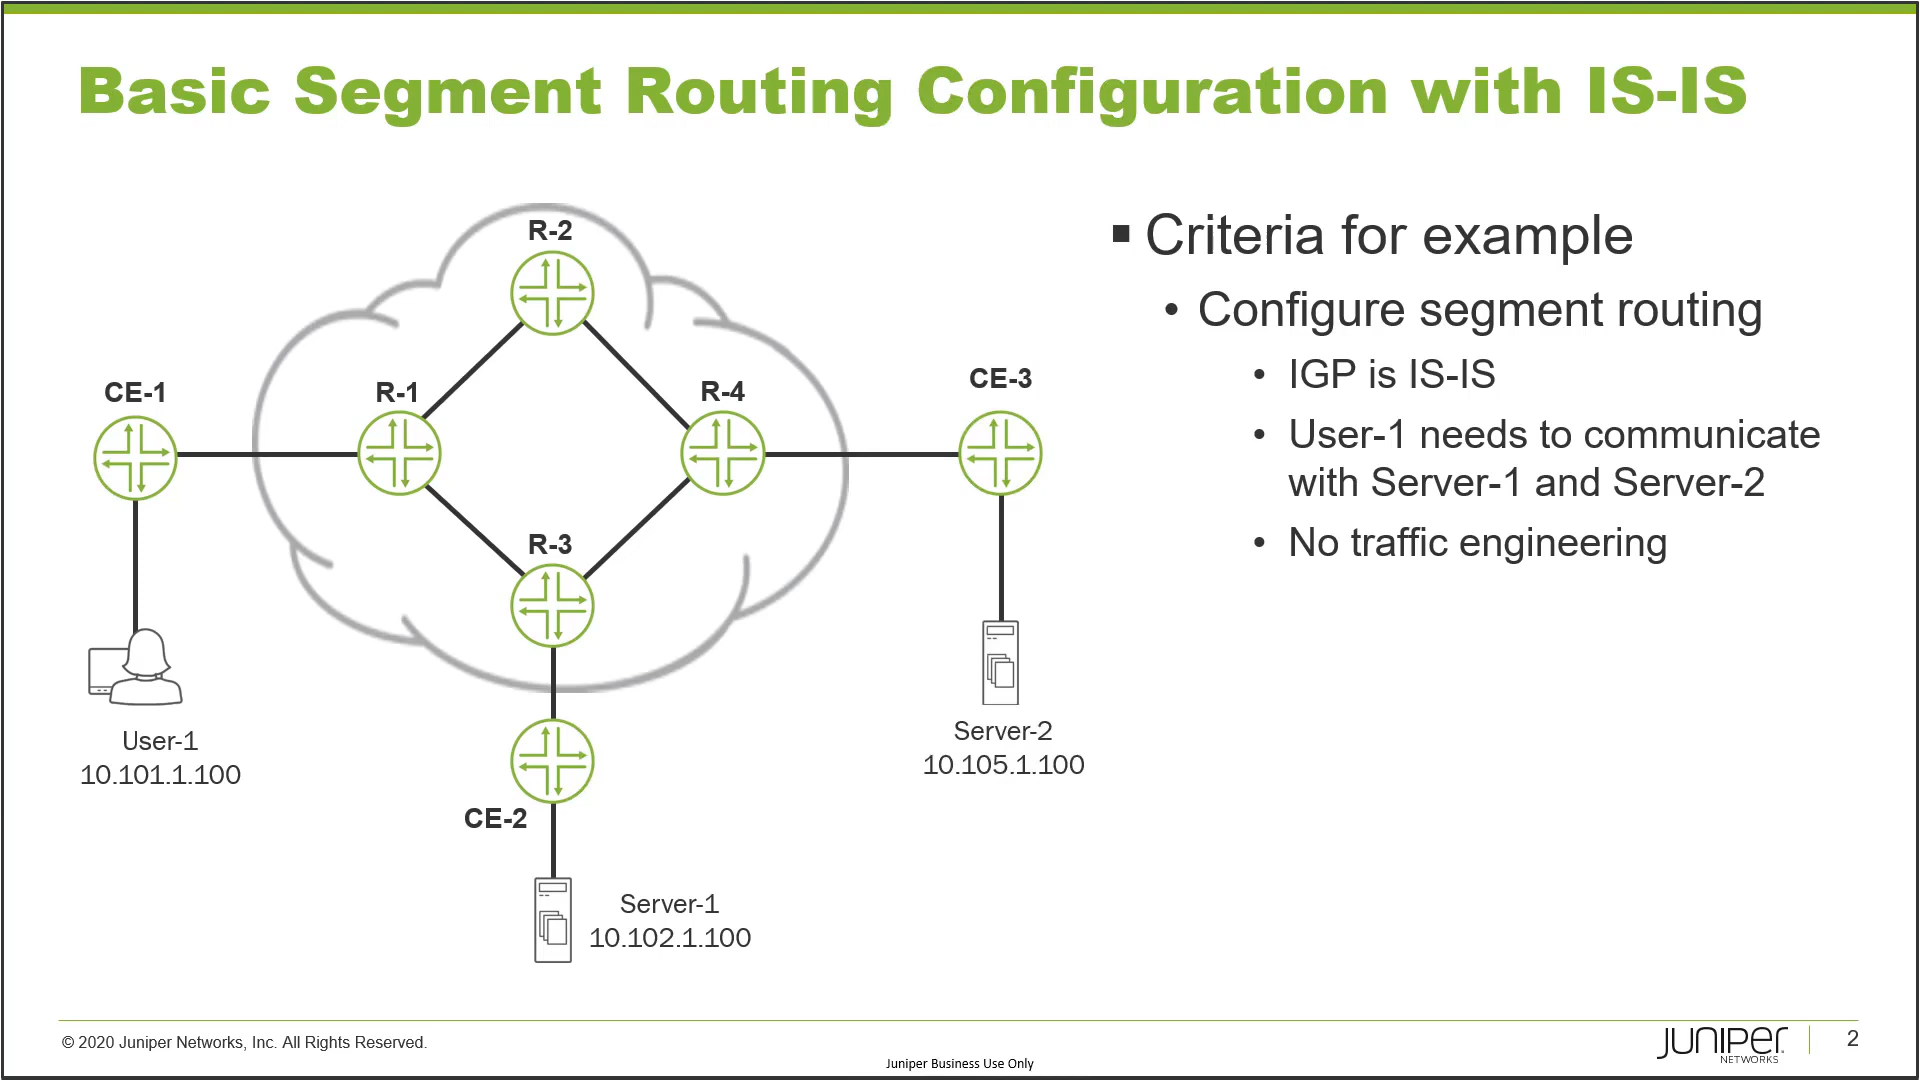 Basic Segment Routing Configuration with IS-IS
R-2
CE-1
R-1
R-4
CE-3
R-3
User-1
10.101.1.100
Server-2
10.105.1.100
CE-2
Server-1
10.102.1.100
▪ Criteria for example
• Configure segment routing
• IGP is IS-IS
• User-1 needs to communicate
with Server-1 and Server-2
• No traffic engineering
© 2020 Juniper Networks, Inc. All Rights Reserved.
Juniper Business Use Only
JUNIPer
NETWORKS
2